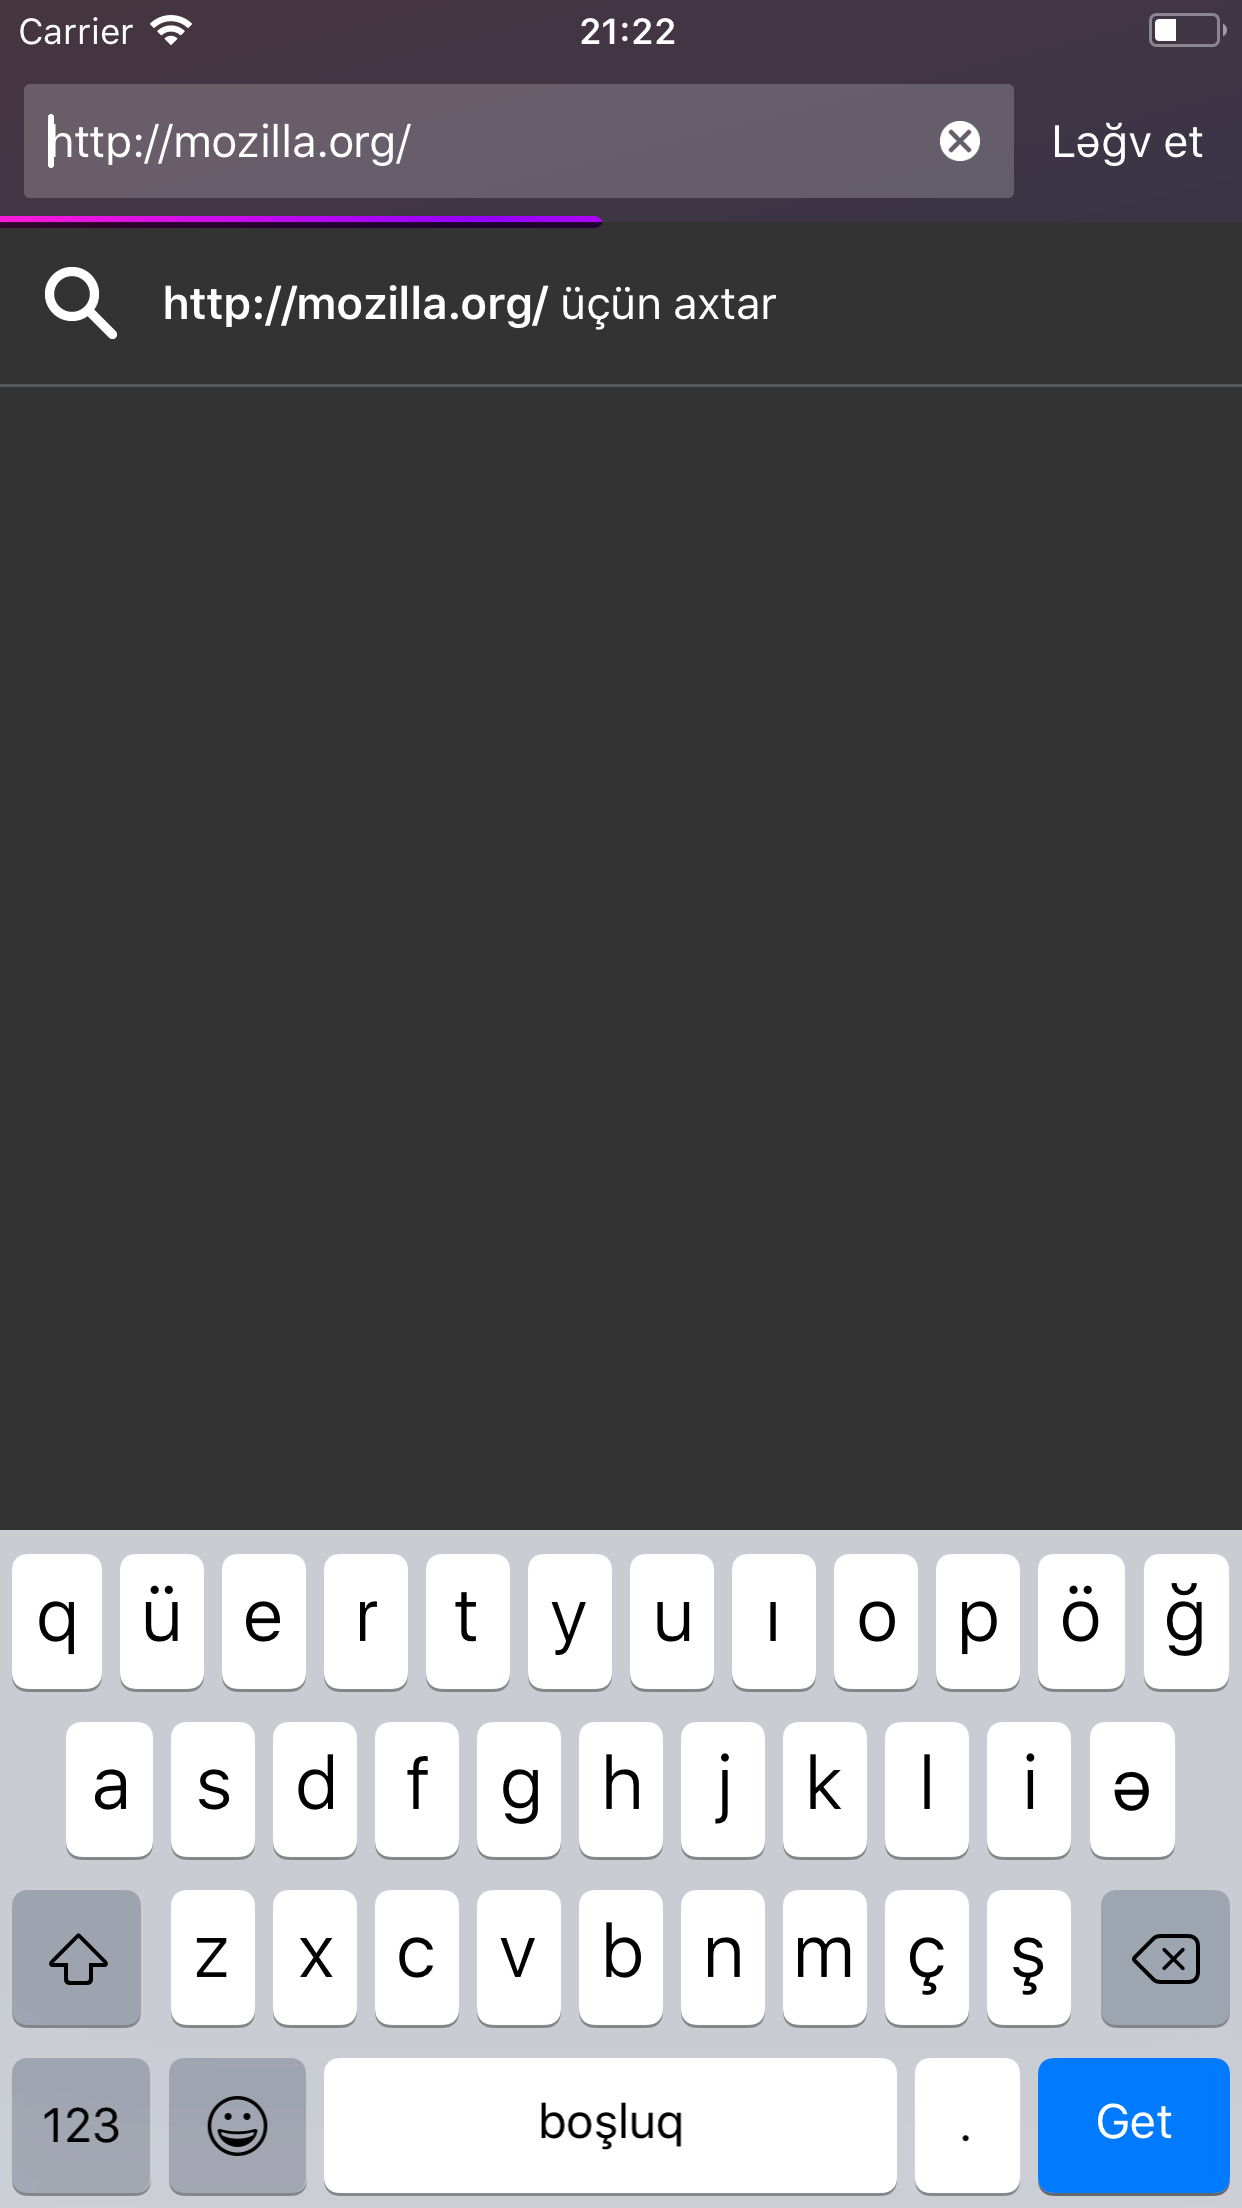 Carrier 21:22
http://mozilla.org/ Ləğv et
http://mozilla.org/ üçün axtar
q ü e r t y u ı o p ö ğ
a s d f g h j k l i ə
z x c v b n m ç ş
123 boşluq . Get